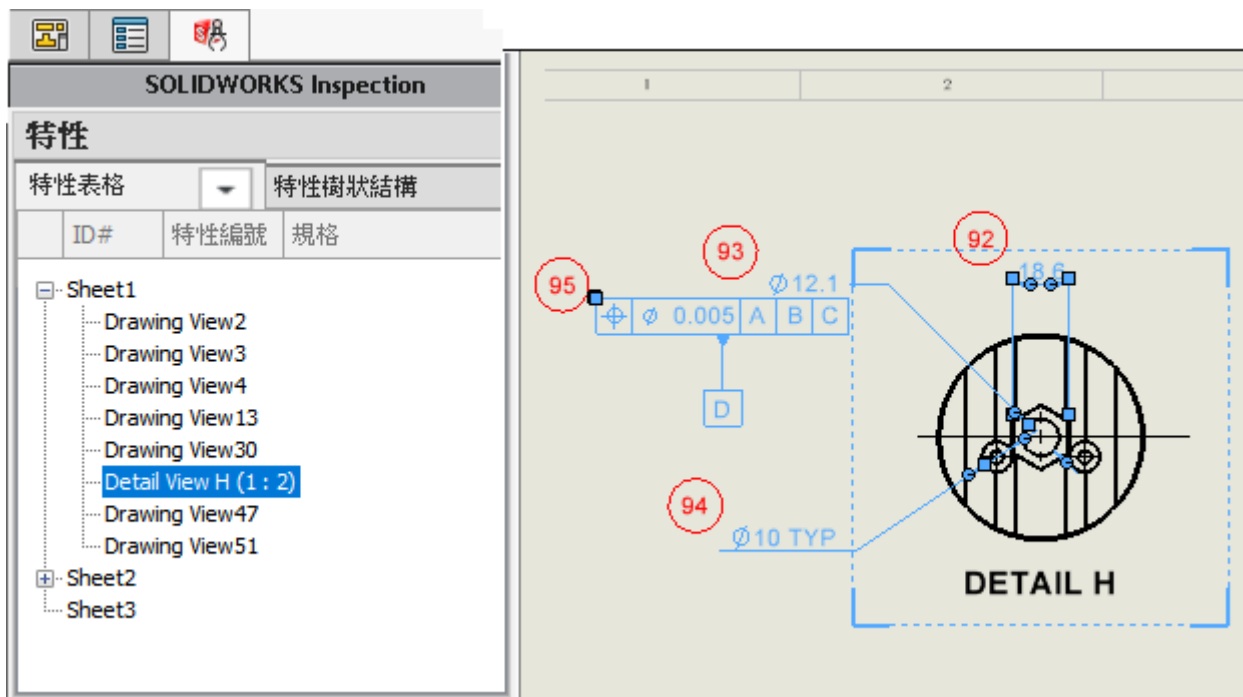 SOLIDWORKS Inspection
特性
特性表格
特性樹狀結構
ID# 特性編號 規格
Sheet1
Drawing View2
Drawing View3
Drawing View4
Drawing View13
Drawing View30
Detail View H (1 : 2)
Drawing View47
Drawing View51
Sheet2
Sheet3
1 2
92
93
18.6
95
⌀12.1
⌖ ⌀ 0.005 A B C
D
94
⌀10 TYP
DETAIL H